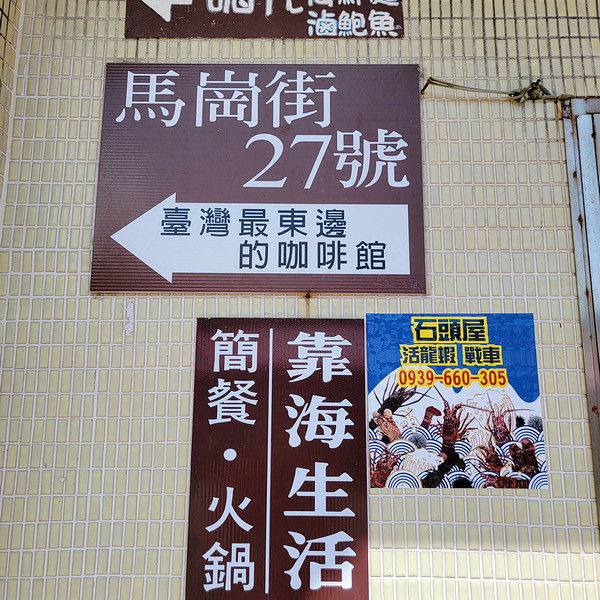 滷鮑魚
馬崗街
27號
臺灣最東邊
的咖啡館
靠海生活
簡餐・火鍋
石頭屋
活龍蝦 戰車
0939-660-305